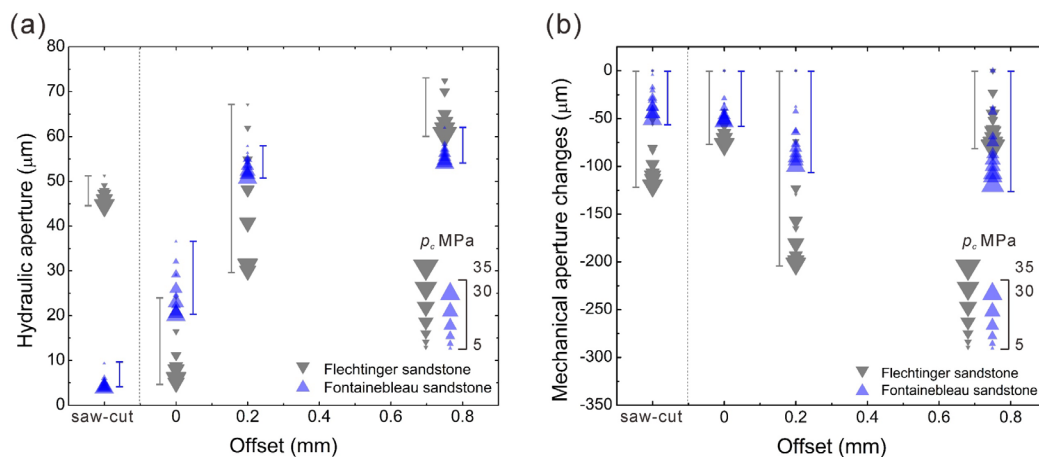 (a)
Hydraulic aperture (μm)
80
70
60
50
40
30
20
10
0
saw-cut 0 0.2 0.4 0.6 0.8
Offset (mm)
pc MPa
35
30
5
Flechtinger sandstone
Fontainebleau sandstone
(b)
Mechanical aperture changes (μm)
0
-50
-100
-150
-200
-250
-300
-350
saw-cut 0 0.2 0.4 0.6 0.8
Offset (mm)
pc MPa
35
30
5
Flechtinger sandstone
Fontainebleau sandstone